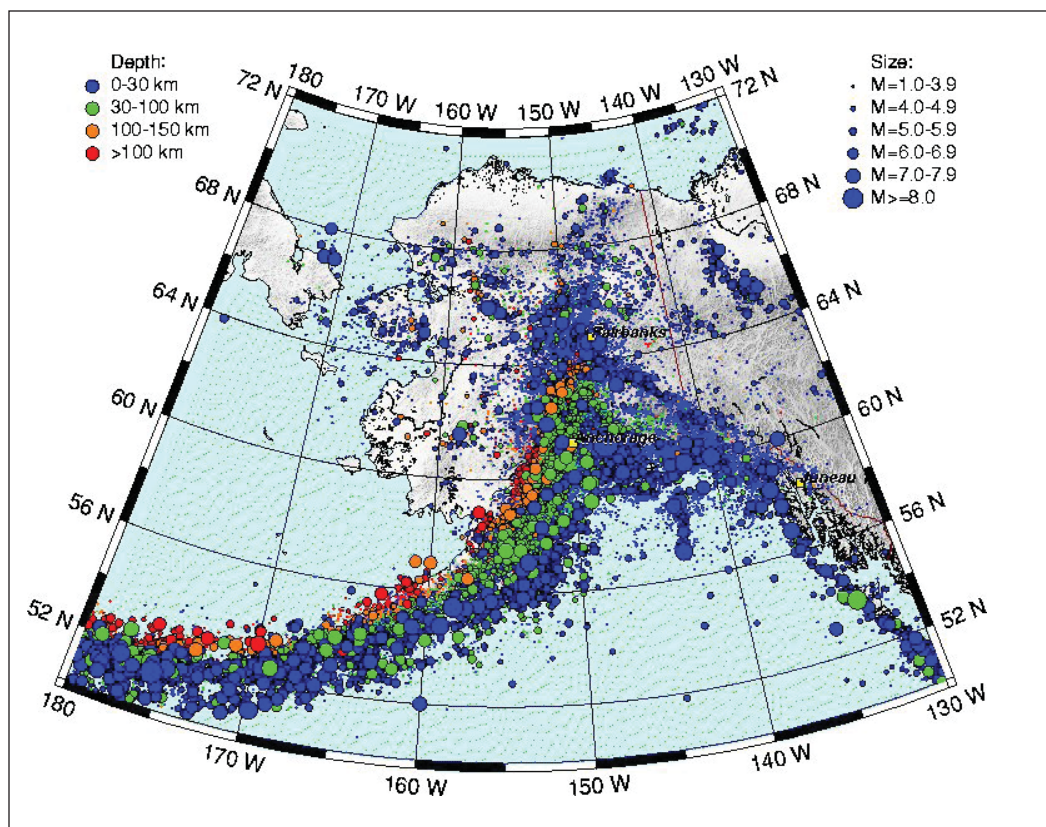 Depth:
0-30 km
30-100 km
100-150 km
>100 km
Size:
M=1.0-3.9
M=4.0-4.9
M=5.0-5.9
M=6.0-6.9
M=7.0-7.9
M>=8.0
180
170 W
160 W
150 W
140 W
130 W
72 N
72 N
68 N
68 N
64 N
64 N
Fairbanks
60 N
60 N
Anchorage
Juneau
56 N
56 N
52 N
52 N
180
170 W
160 W
150 W
140 W
130 W